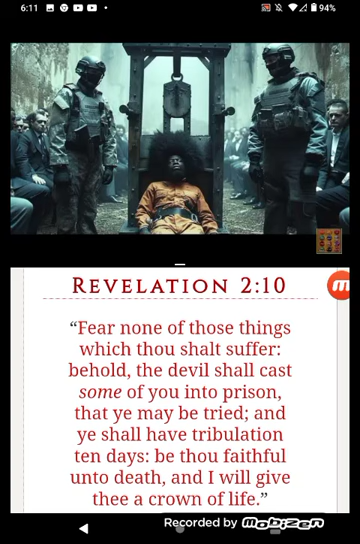 6:11
94%
REVELATION 2:10
“Fear none of those things
which thou shalt suffer:
behold, the devil shall cast
some of you into prison,
that ye may be tried; and
ye shall have tribulation
ten days: be thou faithful
unto death, and I will give
thee a crown of life.”
Recorded by Mobizen